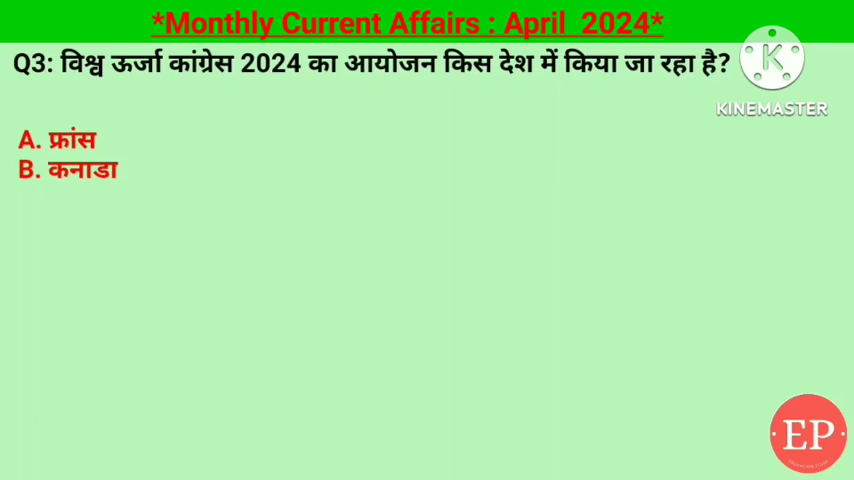 *Monthly Current Affairs : April 2024*
Q3: विश्व ऊर्जा कांग्रेस 2024 का आयोजन किस देश में किया जा रहा है?
KINEMASTER
A. फ्रांस
B. कनाडा
EP